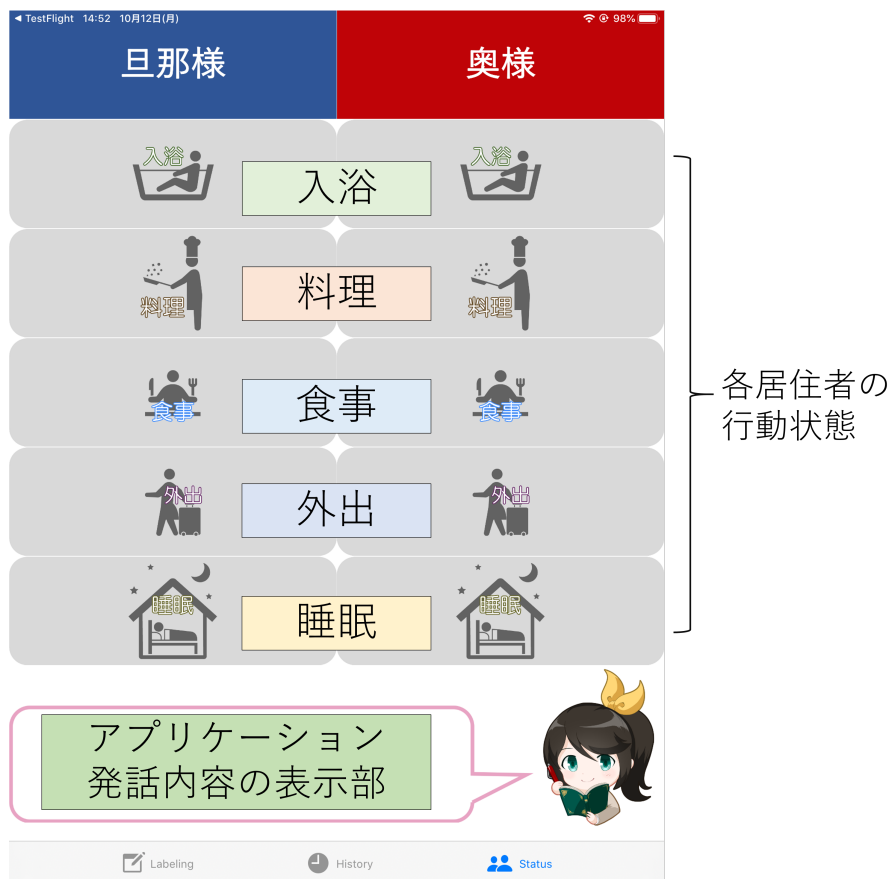 ◀ TestFlight 14:52 10月12日(月) 98%
旦那様 奥様
入浴 入浴 入浴
料理 料理 料理
食事 食事 食事
外出 外出 外出
睡眠 睡眠 睡眠
各居住者の
行動状態
アプリケーション
発話内容の表示部
Labeling History Status